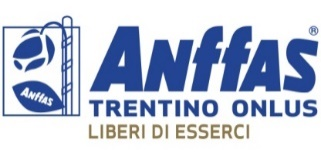 ANffAS®
ANffAS
TRENTINO ONLUS
LIBERI DI ESSERCI